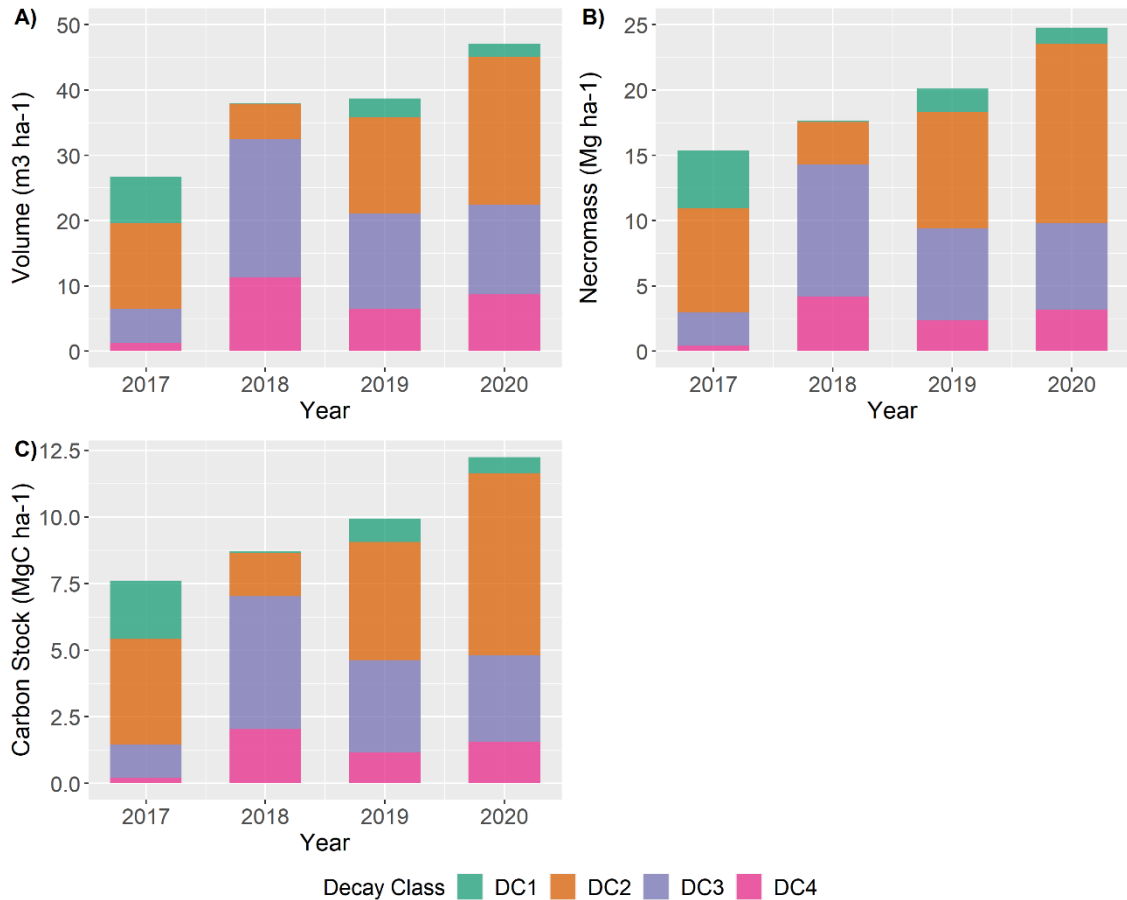 A)
Volume (m3 ha-1)
50
40
30
20
10
0
2017 2018 2019 2020
Year
B)
Necromass (Mg ha-1)
25
20
15
10
5
0
2017 2018 2019 2020
Year
C)
Carbon Stock (MgC ha-1)
12.5
10.0
7.5
5.0
2.5
0.0
2017 2018 2019 2020
Year
Decay Class DC1 DC2 DC3 DC4